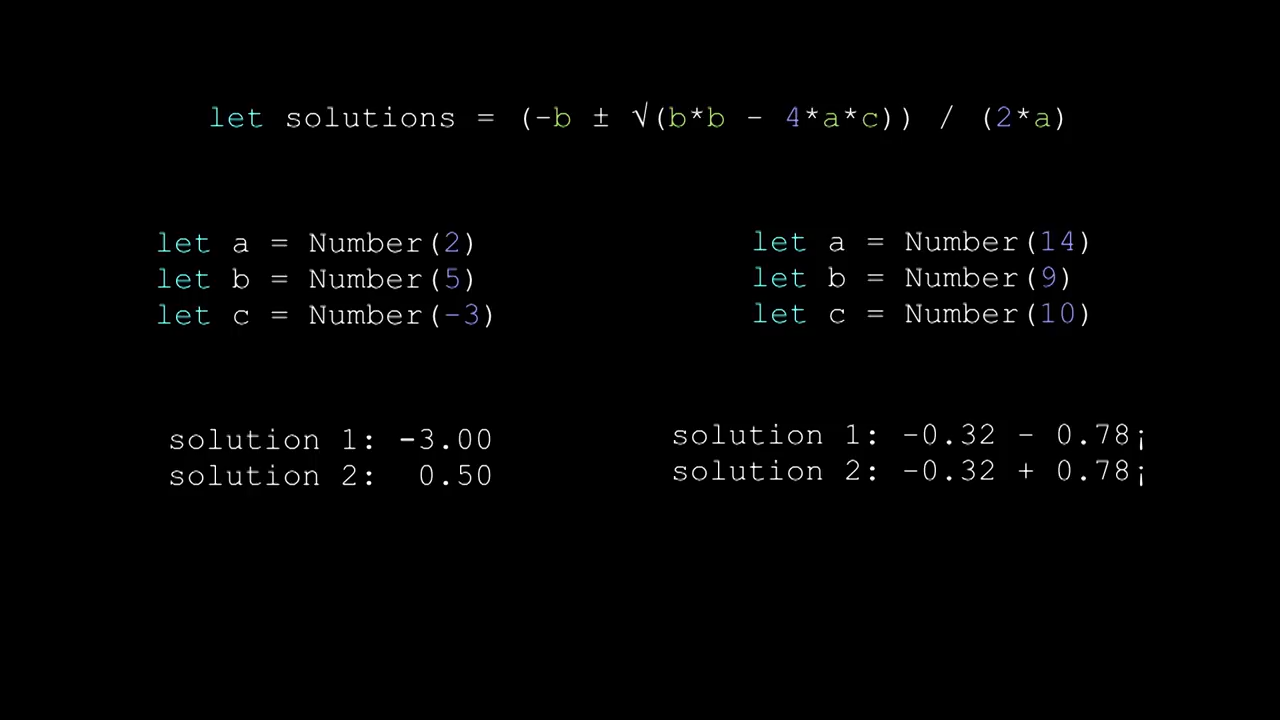 let solutions = (-b ± √(b*b - 4*a*c)) / (2*a)
let a = Number(2)
let b = Number(5)
let c = Number(-3)
let a = Number(14)
let b = Number(9)
let c = Number(10)
solution 1: -3.00
solution 2: 0.50
solution 1: -0.32 - 0.78¡
solution 2: -0.32 + 0.78¡